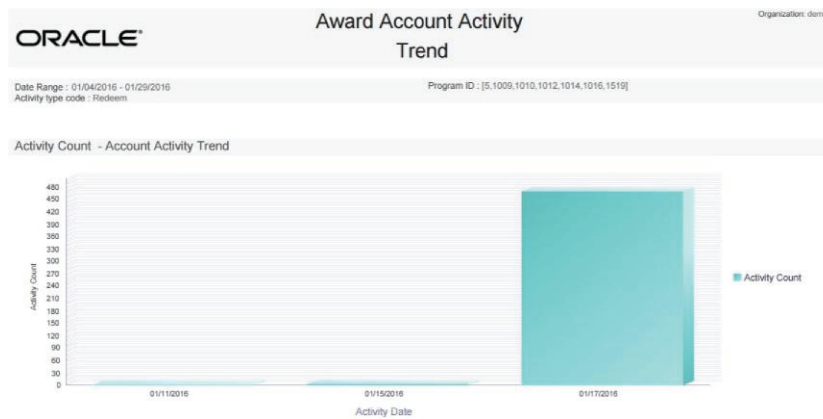 ORACLE®
Award Account Activity
Trend
Organization: dem
Date Range : 01/04/2016 - 01/29/2016
Program ID : [5,1009,1010,1012,1014,1016,1519]
Activity type code : Redeem
Activity Count - Account Activity Trend
480
450
420
390
360
330
300
270
240
210
180
150
120
90
60
30
0
Activity Count
Activity Count
01/11/2016
01/15/2016
01/17/2016
Activity Date